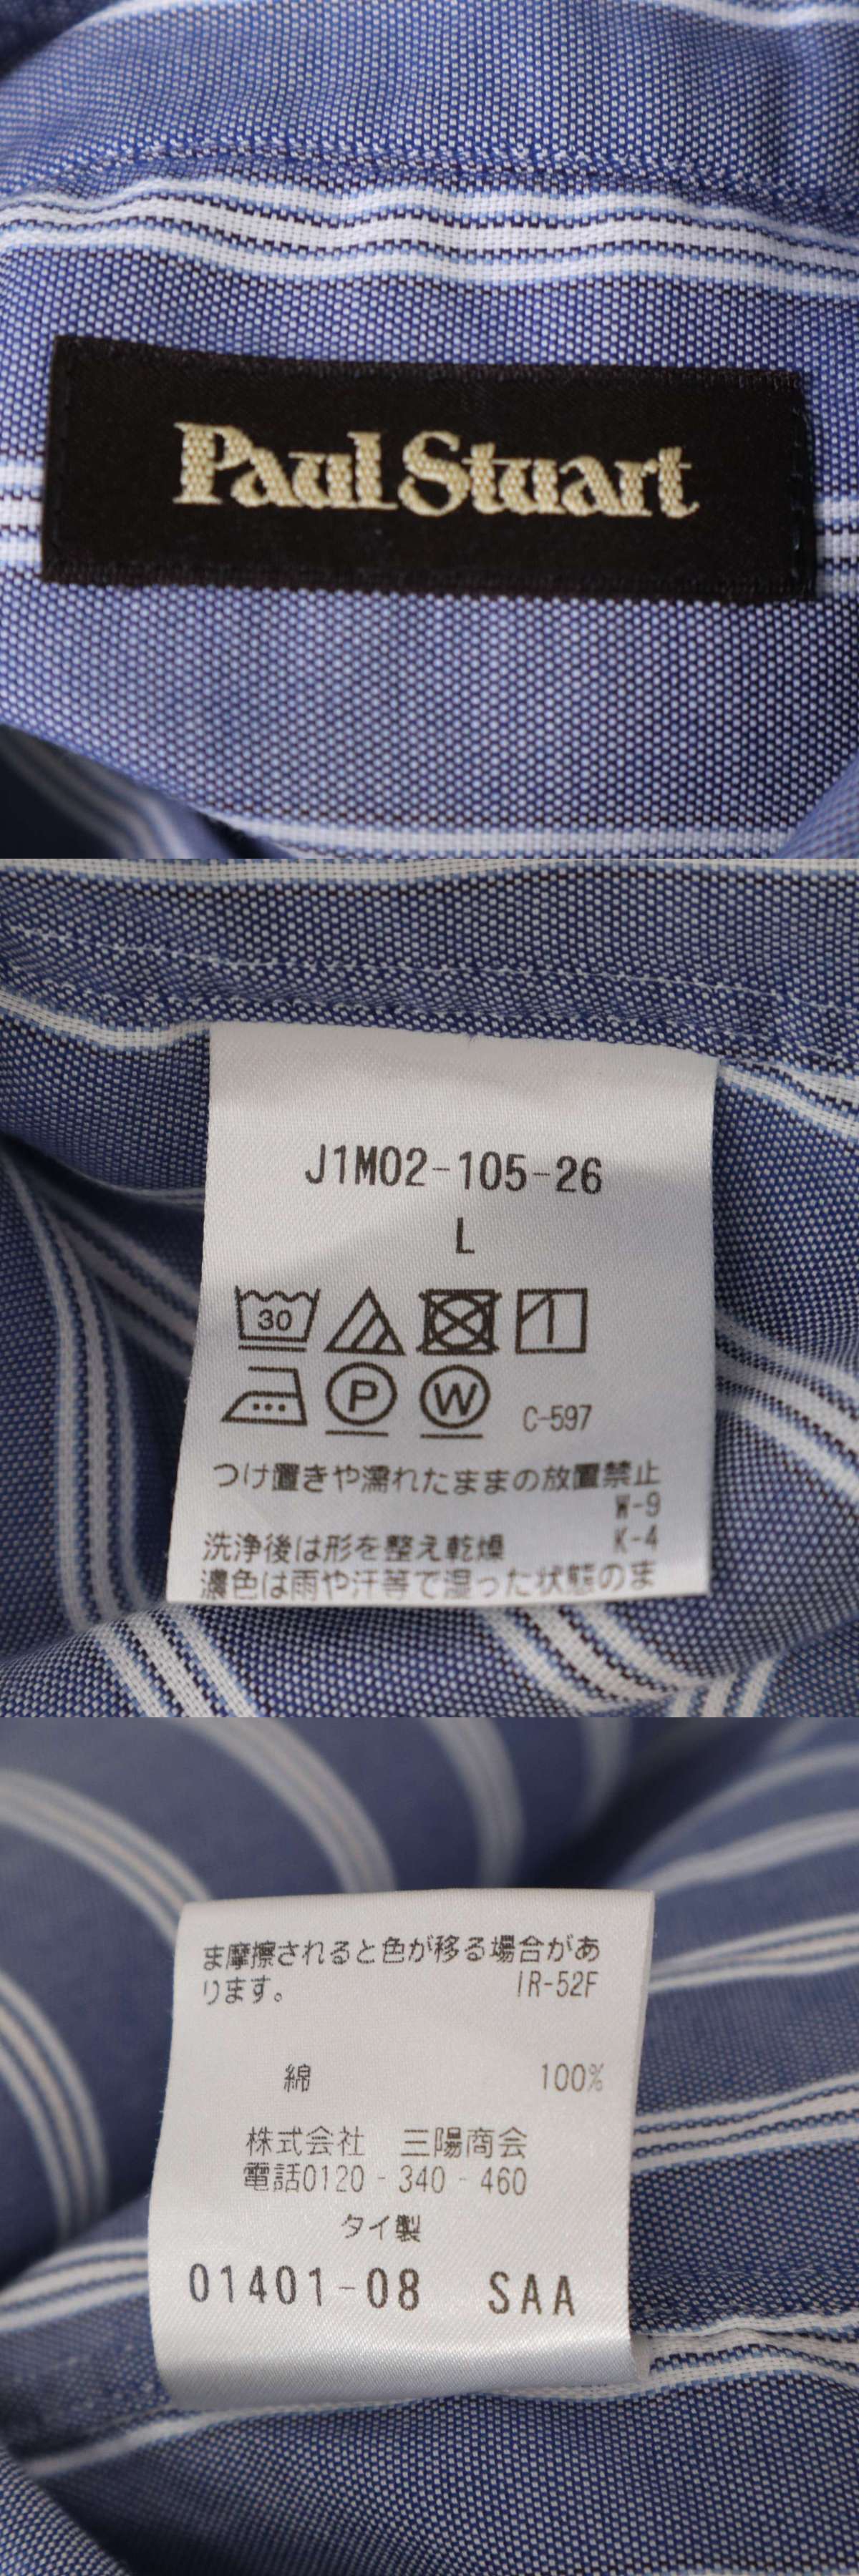 Paul Stuart
J1M02-105-26
L
30
P W C-597
つけ置きや濡れたままの放置禁止
W-9
洗浄後は形を整え乾燥 K-4
濃色は雨や汗等で湿った状態のま
ま摩擦されると色が移る場合があ
ります。 IR-52F
綿 100%
株式会社 三陽商会
電話0120-340-460
タイ製
01401-08 SAA